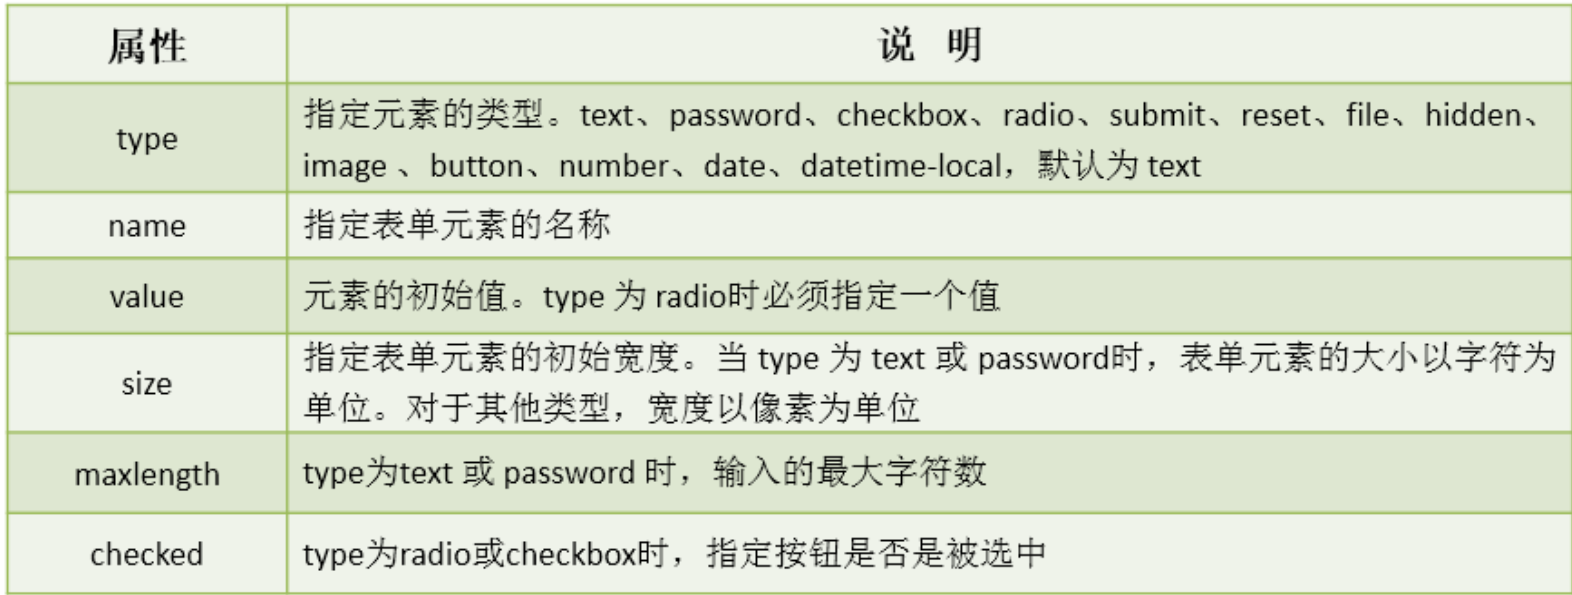 属性
说 明
type
指定元素的类型。text、password、checkbox、radio、submit、reset、file、hidden、
image 、button、number、date、datetime-local，默认为 text
name
指定表单元素的名称
value
元素的初始值。type 为 radio时必须指定一个值
size
指定表单元素的初始宽度。当 type 为 text 或 password时，表单元素的大小以字符为
单位。对于其他类型，宽度以像素为单位
maxlength
type为text 或 password 时，输入的最大字符数
checked
type为radio或checkbox时，指定按钮是否是被选中